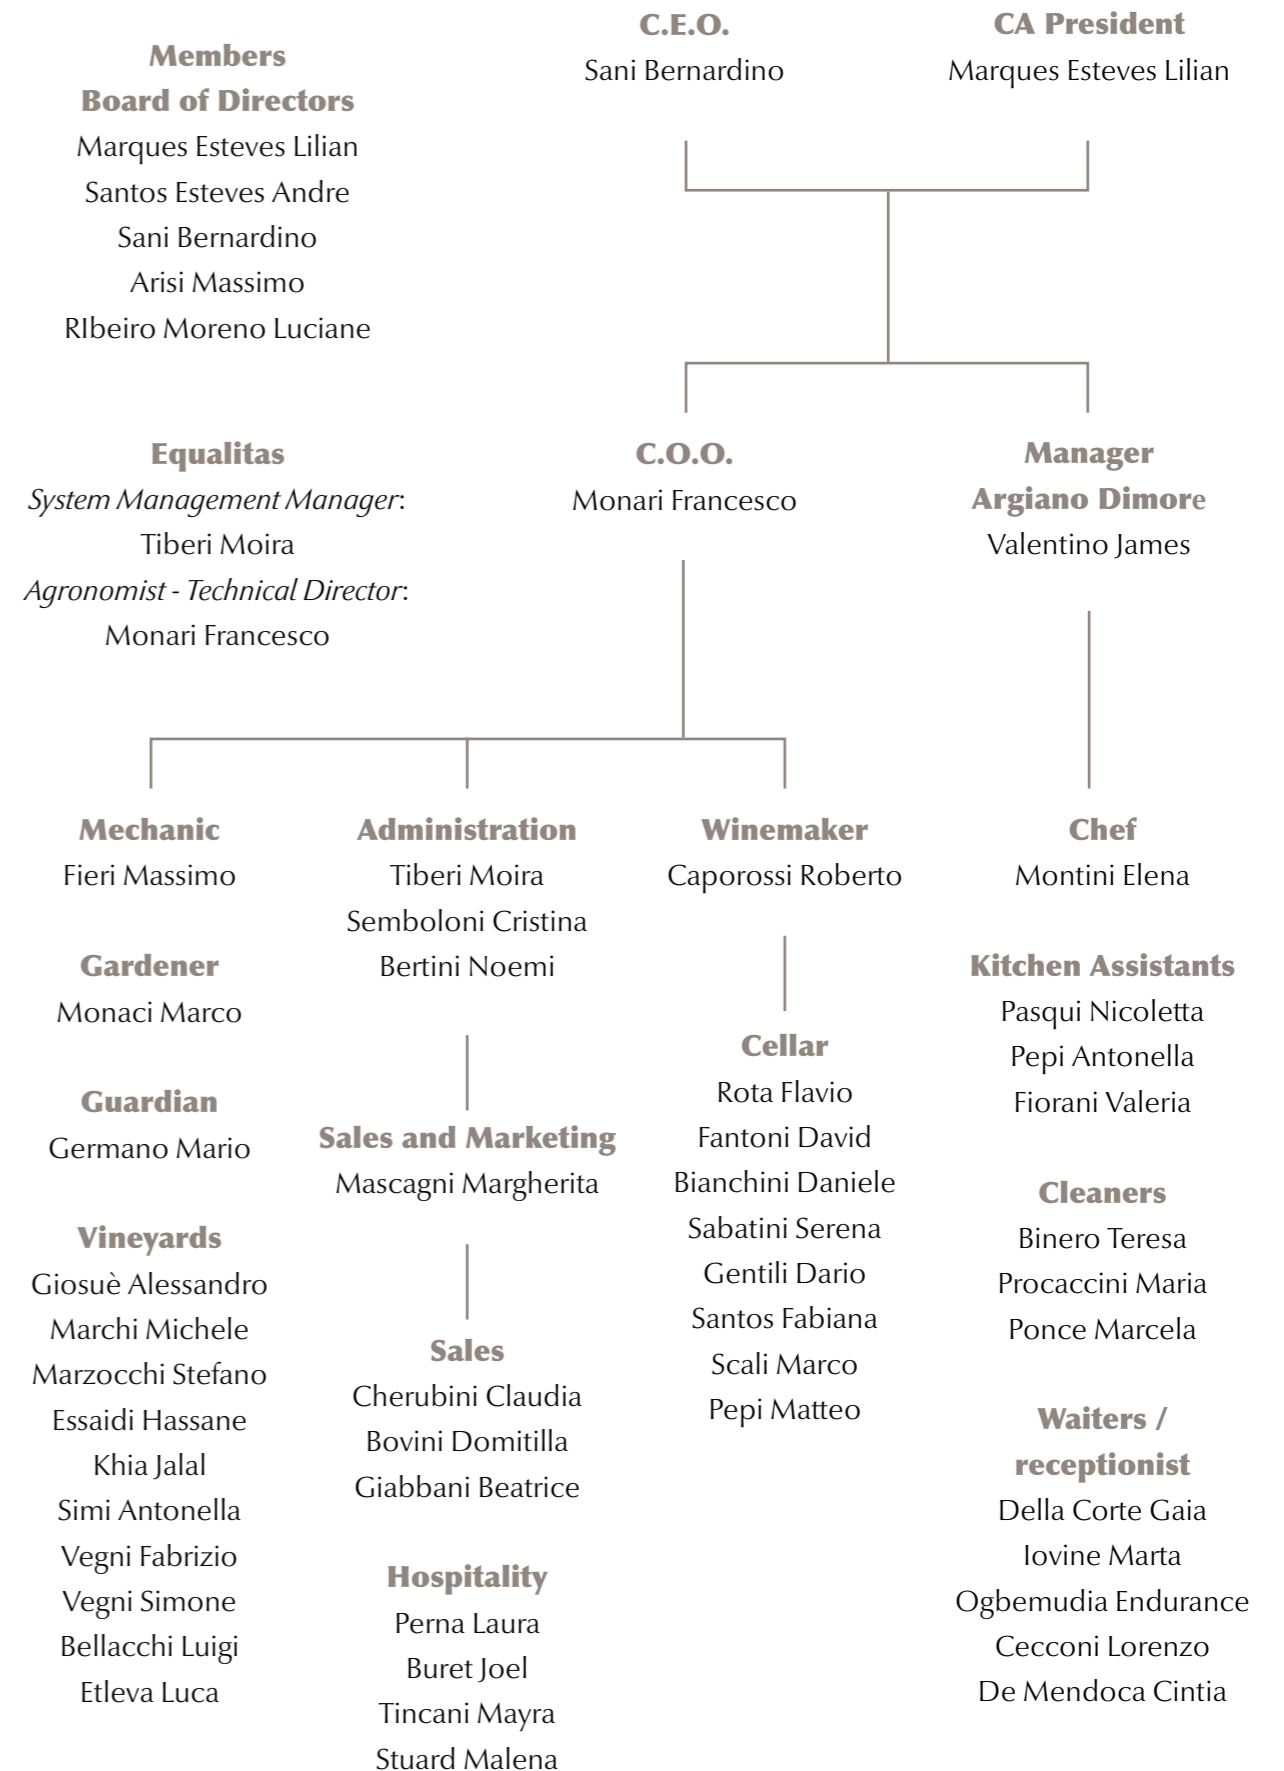 Members
Board of Directors
Marques Esteves Lilian
Santos Esteves Andre
Sani Bernardino
Arisi Massimo
RIbeiro Moreno Luciane
C.E.O.
Sani Bernardino
CA President
Marques Esteves Lilian
Equalitas
System Management Manager:
Tiberi Moira
Agronomist - Technical Director:
Monari Francesco
C.O.O.
Monari Francesco
Manager
Argiano Dimore
Valentino James
Mechanic
Fieri Massimo
Gardener
Monaci Marco
Guardian
Germano Mario
Vineyards
Giosuè Alessandro
Marchi Michele
Marzocchi Stefano
Essaidi Hassane
Khia Jalal
Simi Antonella
Vegni Fabrizio
Vegni Simone
Bellacchi Luigi
Etleva Luca
Administration
Tiberi Moira
Semboloni Cristina
Bertini Noemi
Sales and Marketing
Mascagni Margherita
Sales
Cherubini Claudia
Bovini Domitilla
Giabbani Beatrice
Hospitality
Perna Laura
Buret Joel
Tincani Mayra
Stuard Malena
Winemaker
Caporossi Roberto
Cellar
Rota Flavio
Fantoni David
Bianchini Daniele
Sabatini Serena
Gentili Dario
Santos Fabiana
Scali Marco
Pepi Matteo
Chef
Montini Elena
Kitchen Assistants
Pasqui Nicoletta
Pepi Antonella
Fiorani Valeria
Cleaners
Binero Teresa
Procaccini Maria
Ponce Marcela
Waiters /
receptionist
Della Corte Gaia
Iovine Marta
Ogbemudia Endurance
Cecconi Lorenzo
De Mendoca Cintia